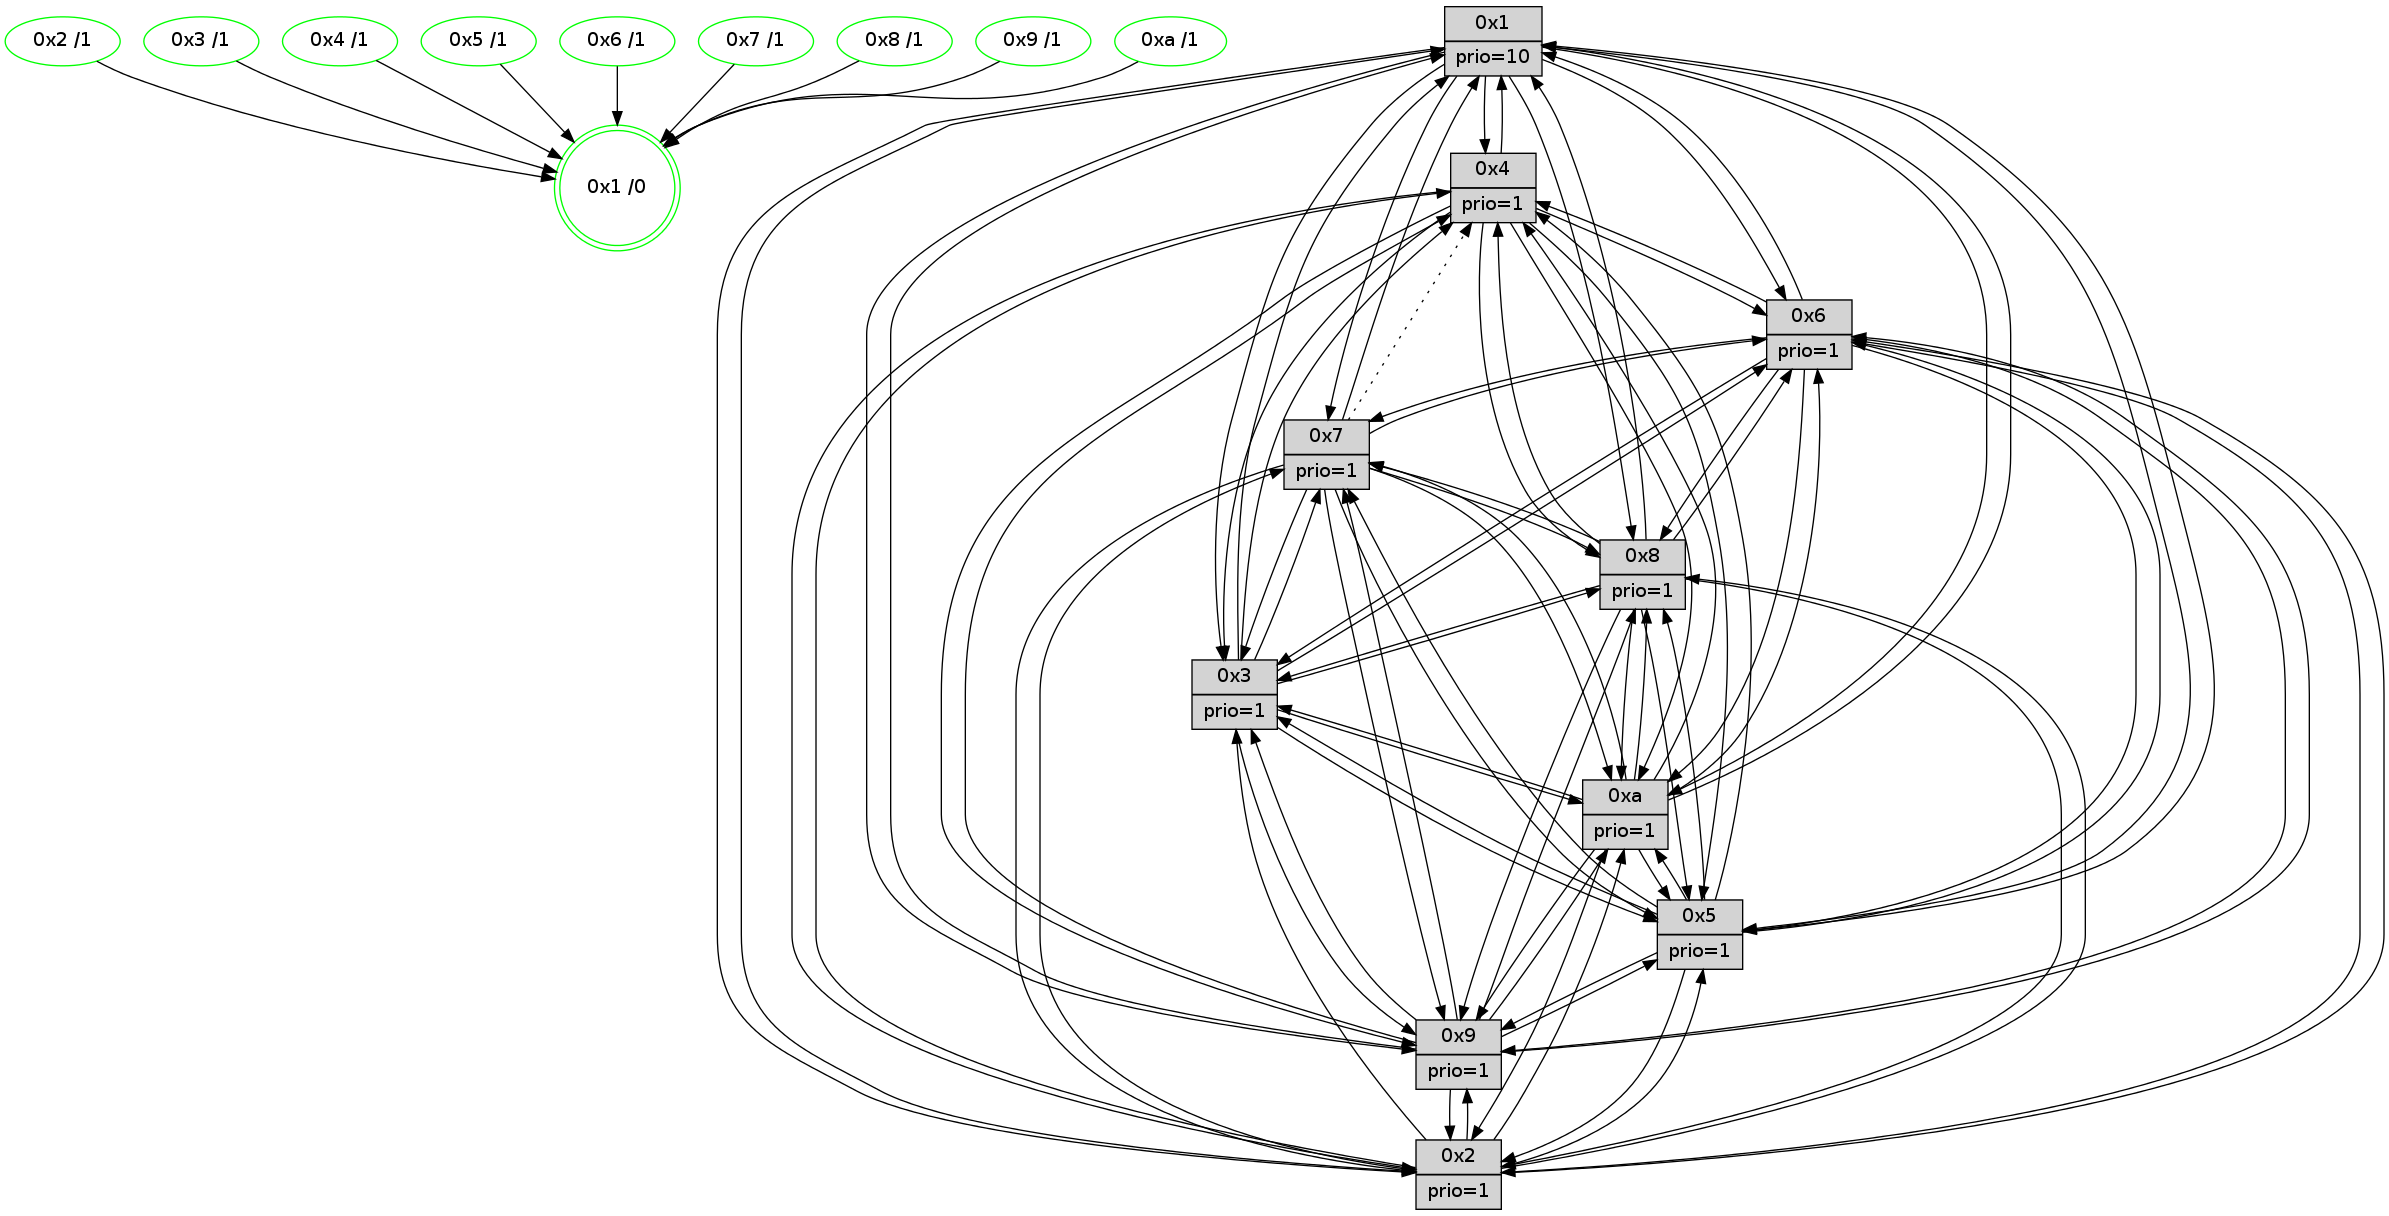 0x2 /1
0x3 /1
0x4 /1
0x5 /1
0x6 /1
0x7 /1
0x8 /1
0x9 /1
0xa /1
0x1 /0
0x1
prio=10
0x4
prio=1
0x6
prio=1
0x7
prio=1
0x8
prio=1
0x3
prio=1
0xa
prio=1
0x5
prio=1
0x9
prio=1
0x2
prio=1